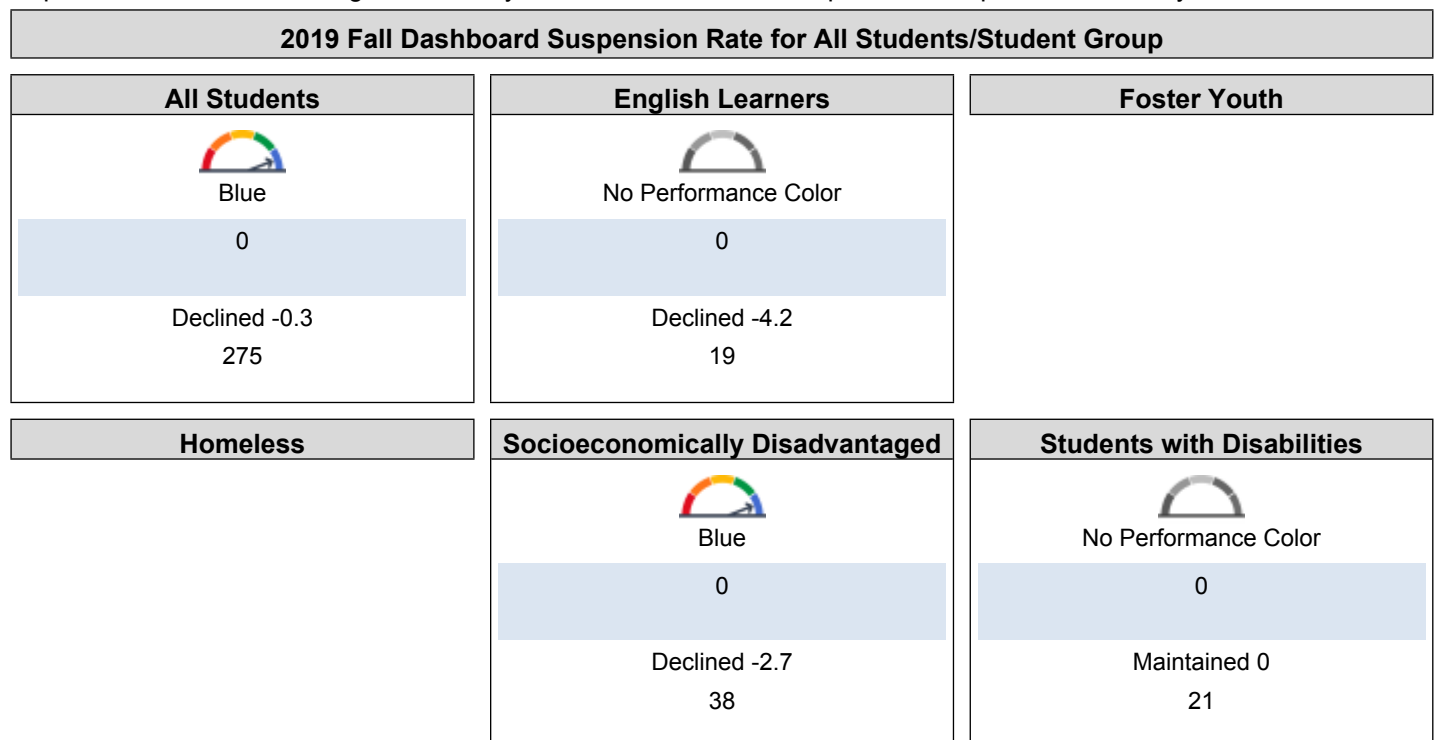 2019 Fall Dashboard Suspension Rate for All Students/Student Group
All Students
Blue
0
Declined -0.3
275
English Learners
No Performance Color
0
Declined -4.2
19
Foster Youth
Homeless
Socioeconomically Disadvantaged
Blue
0
Declined -2.7
38
Students with Disabilities
No Performance Color
0
Maintained 0
21